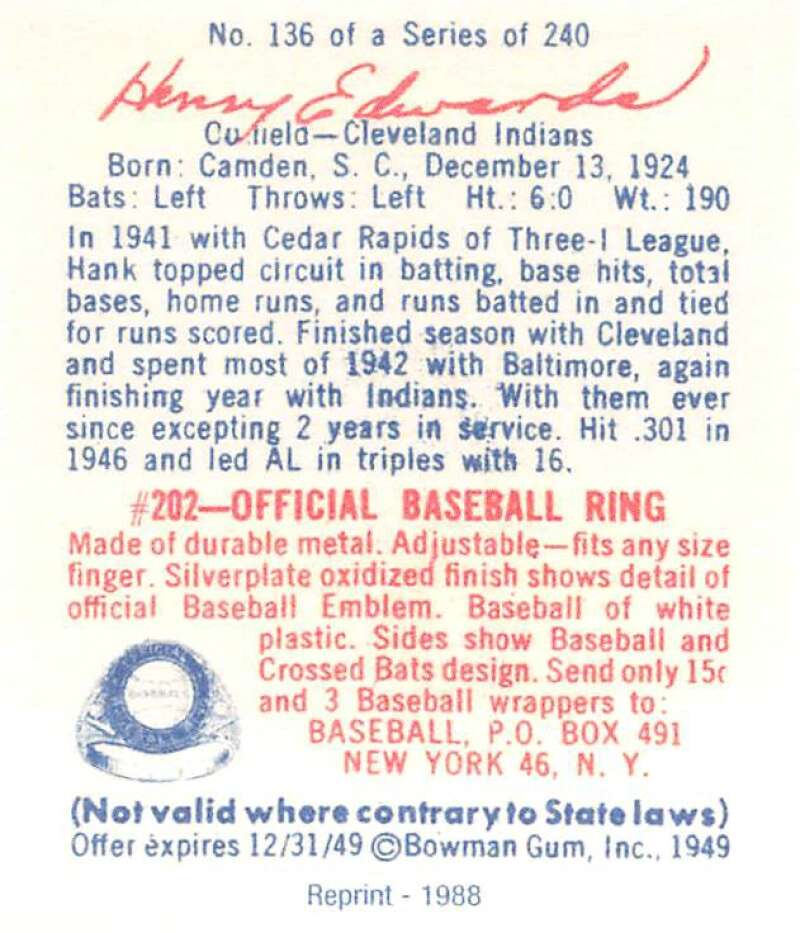 No. 136 of a Series of 240
Henry Edwards
Outfield—Cleveland Indians
Born: Camden, S. C., December 13, 1924
Bats: Left Throws: Left Ht.: 6:0 Wt.: 190
In 1941 with Cedar Rapids of Three-I League,
Hank topped circuit in batting, base hits, total
bases, home runs, and runs batted in and tied
for runs scored. Finished season with Cleveland
and spent most of 1942 with Baltimore, again
finishing year with Indians. With them ever
since excepting 2 years in service. Hit .301 in
1946 and led AL in triples with 16.
#202—OFFICIAL BASEBALL RING
Made of durable metal. Adjustable—fits any size
finger. Silverplate oxidized finish shows detail of
official Baseball Emblem. Baseball of white
plastic. Sides show Baseball and
Crossed Bats design. Send only 15c
and 3 Baseball wrappers to:
BASEBALL, P.O. BOX 491
NEW YORK 46, N. Y.
BASEBALL
(Not valid where contrary to State laws)
Offer expires 12/31/49 ©Bowman Gum, Inc., 1949
Reprint - 1988